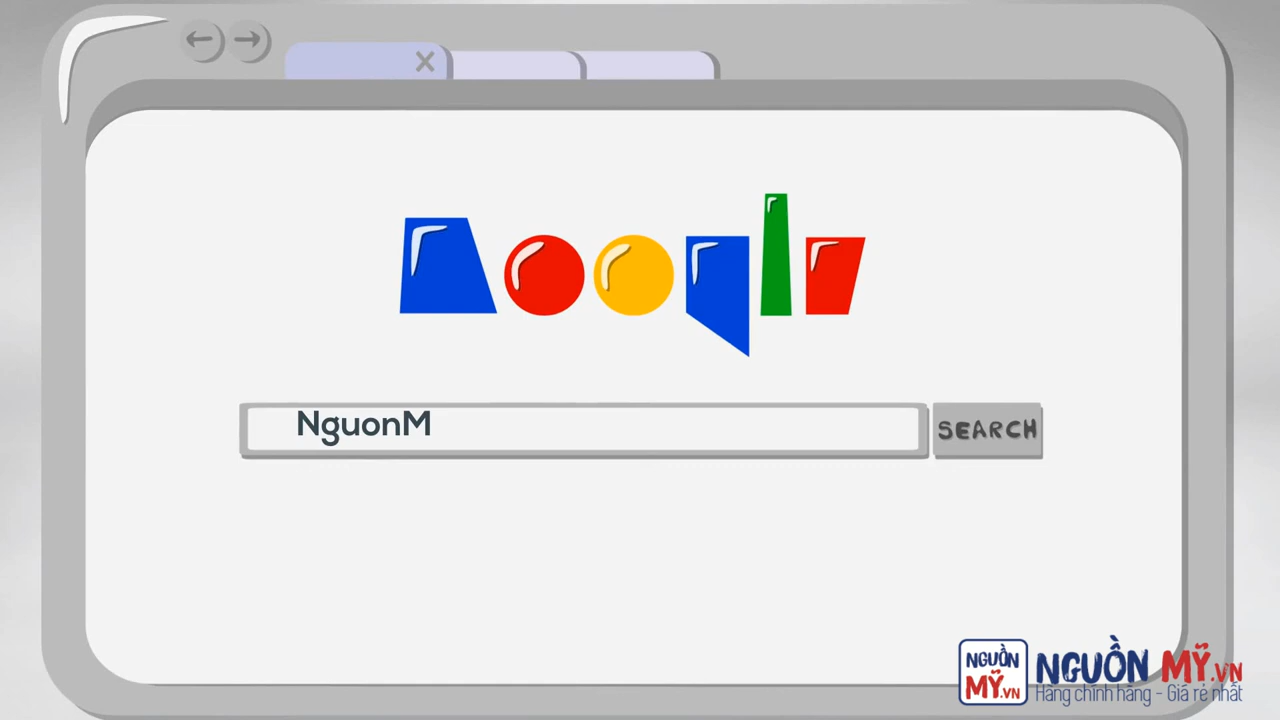 NguonM
SEARCH
NGUỒN
MỸ.VN
NGUỒN MỸ.VN
Hàng chính hãng - Giá rẻ nhất